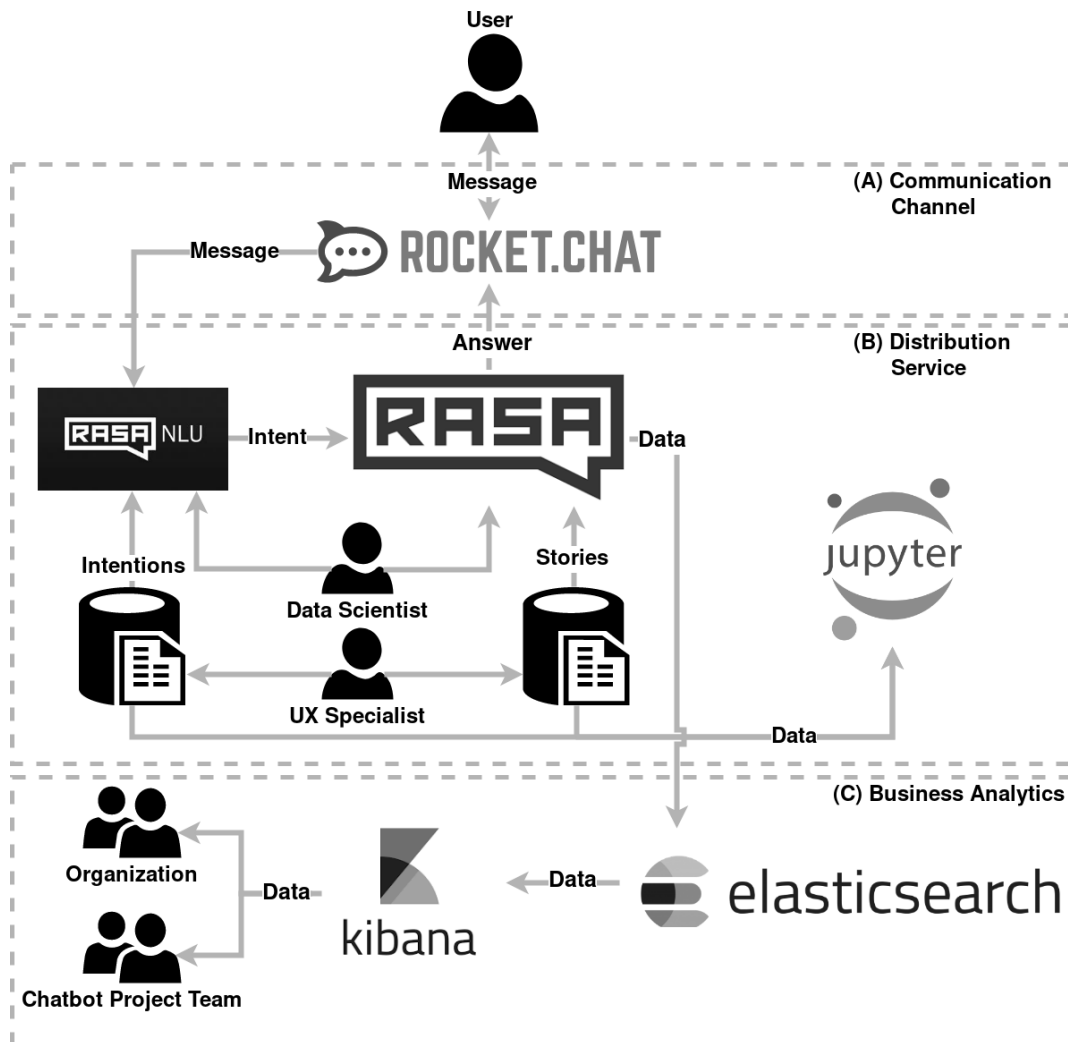 User
Message
(A) Communication
Channel
Message
ROCKET.CHAT
Answer
(B) Distribution
Service
RASA NLU
Intent
RASA
Data
Intentions
Stories
jupyter
Data Scientist
UX Specialist
Data
(C) Business Analytics
Organization
Data
kibana
Data
elasticsearch
Chatbot Project Team